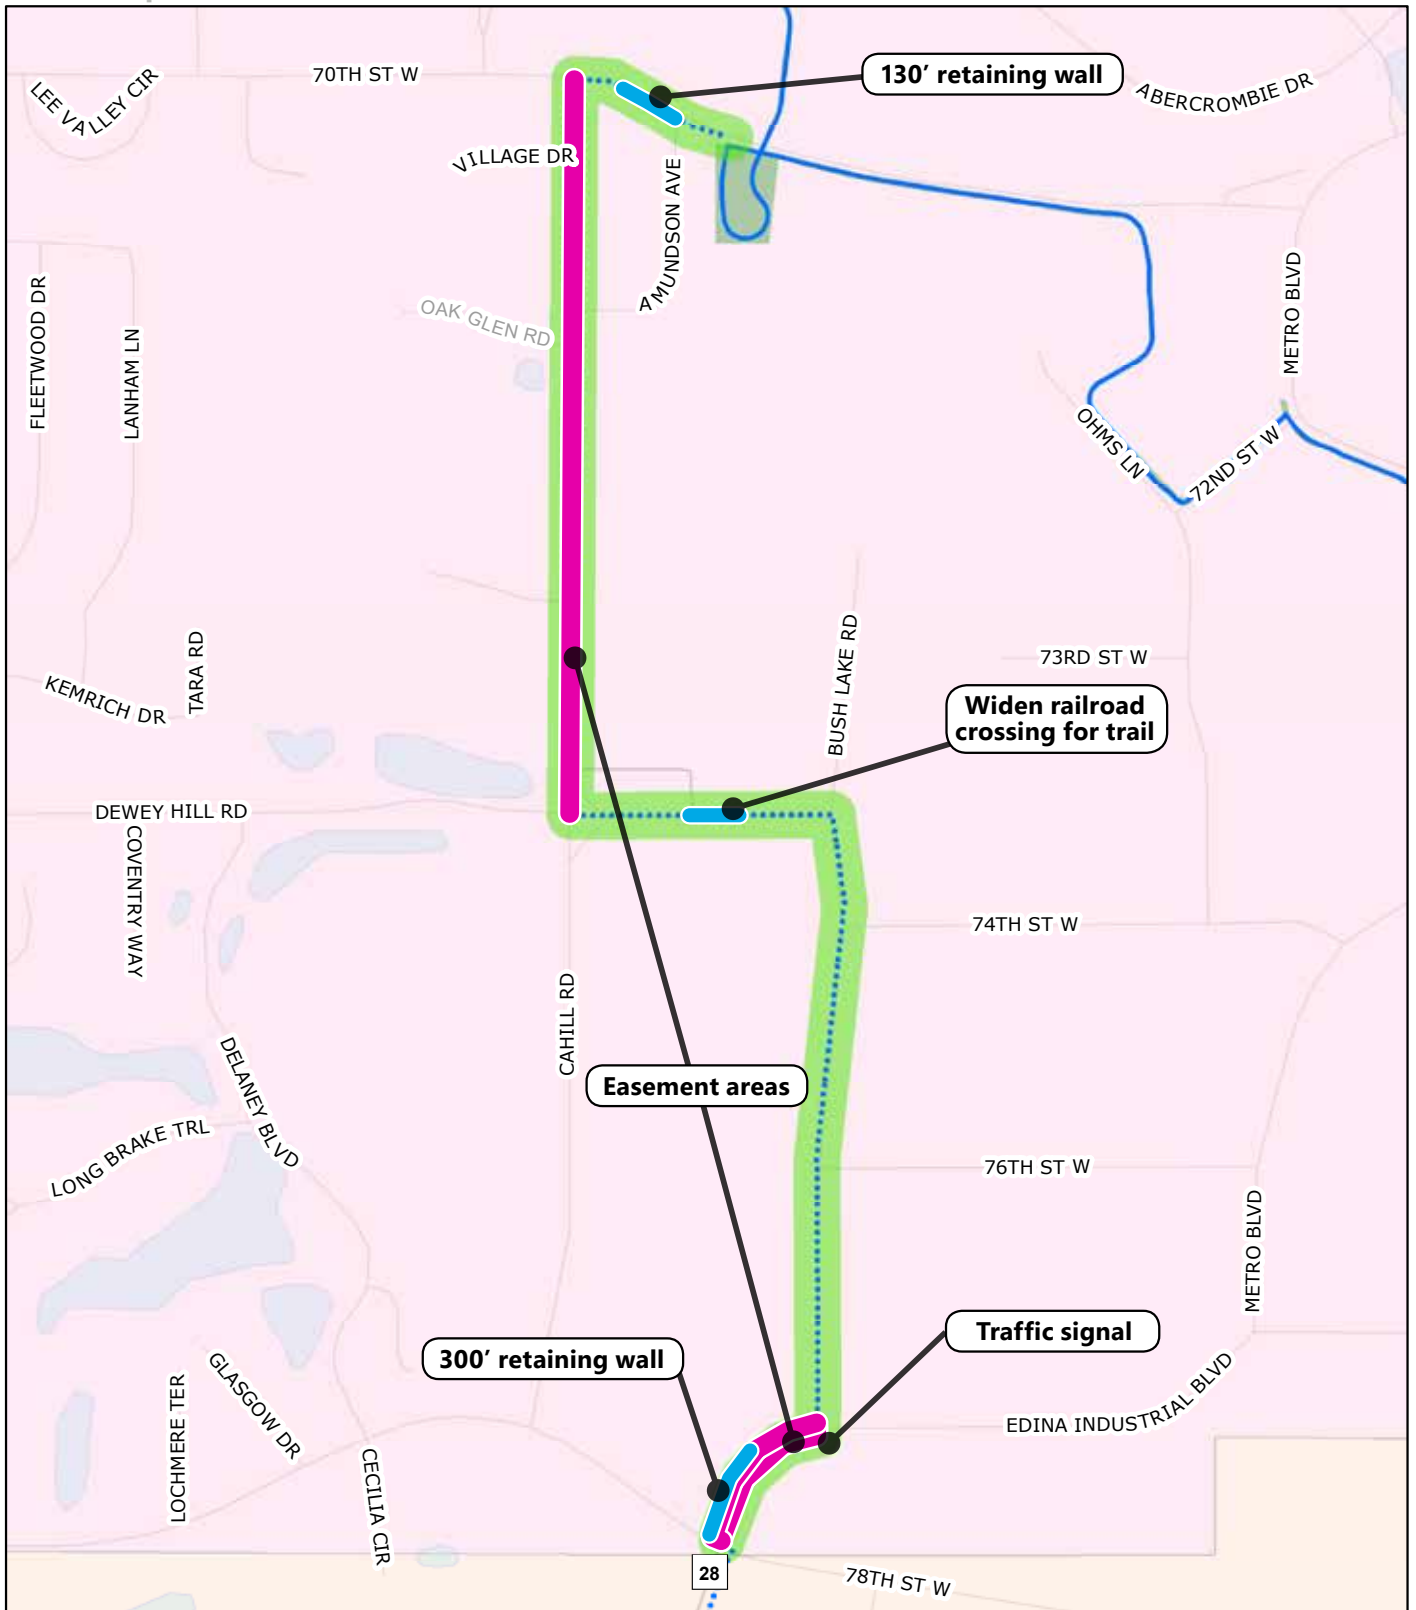 70TH ST W
130’ retaining wall
ABERCROMBIE DR
LEE VALLEY CIR
VILLAGE DR
AMUNDSON AVE
OAK GLEN RD
FLEETWOOD DR
LANHAM LN
METRO BLVD
OHMS LN
72ND ST W
TARA RD
KEMRICH DR
BUSH LAKE RD
73RD ST W
Widen railroad
crossing for trail
DEWEY HILL RD
COVENTRY WAY
74TH ST W
CAHILL RD
DELANEY BLVD
Easement areas
LONG BRAKE TRL
76TH ST W
METRO BLVD
Traffic signal
300’ retaining wall
GLASGOW DR
LOCHMERE TER
EDINA INDUSTRIAL BLVD
CECILIA CIR
28
78TH ST W